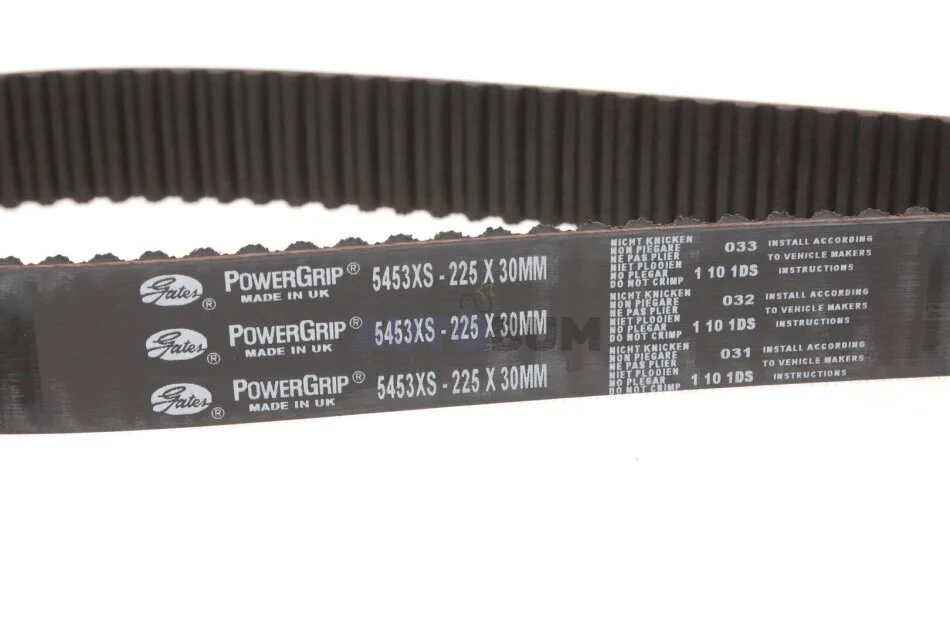 Gates ®
POWERGRIP®
MADE IN UK
5453XS - 225 X 30MM
NICHT KNICKEN
NON PIEGARE
NE PAS PLIER
NIET PLOOIEN
NO PLEGAR
DO NOT CRIMP
033
1 10 1DS
INSTALL ACCORDING
TO VEHICLE MAKERS
INSTRUCTIONS
Gates ®
POWERGRIP®
MADE IN UK
5453XS - 225 X 30MM
NICHT KNICKEN
NON PIEGARE
NE PAS PLIER
NIET PLOOIEN
NO PLEGAR
DO NOT CRIMP
032
1 10 1DS
INSTALL ACCORDING
TO VEHICLE MAKERS
INSTRUCTIONS
Gates ®
POWERGRIP®
MADE IN UK
5453XS - 225 X 30MM
NICHT KNICKEN
NON PIEGARE
NE PAS PLIER
NIET PLOOIEN
NO PLEGAR
DO NOT CRIMP
031
1 10 1DS
INSTALL ACCORDING
TO VEHICLE MAKERS
INSTRUCTIONS